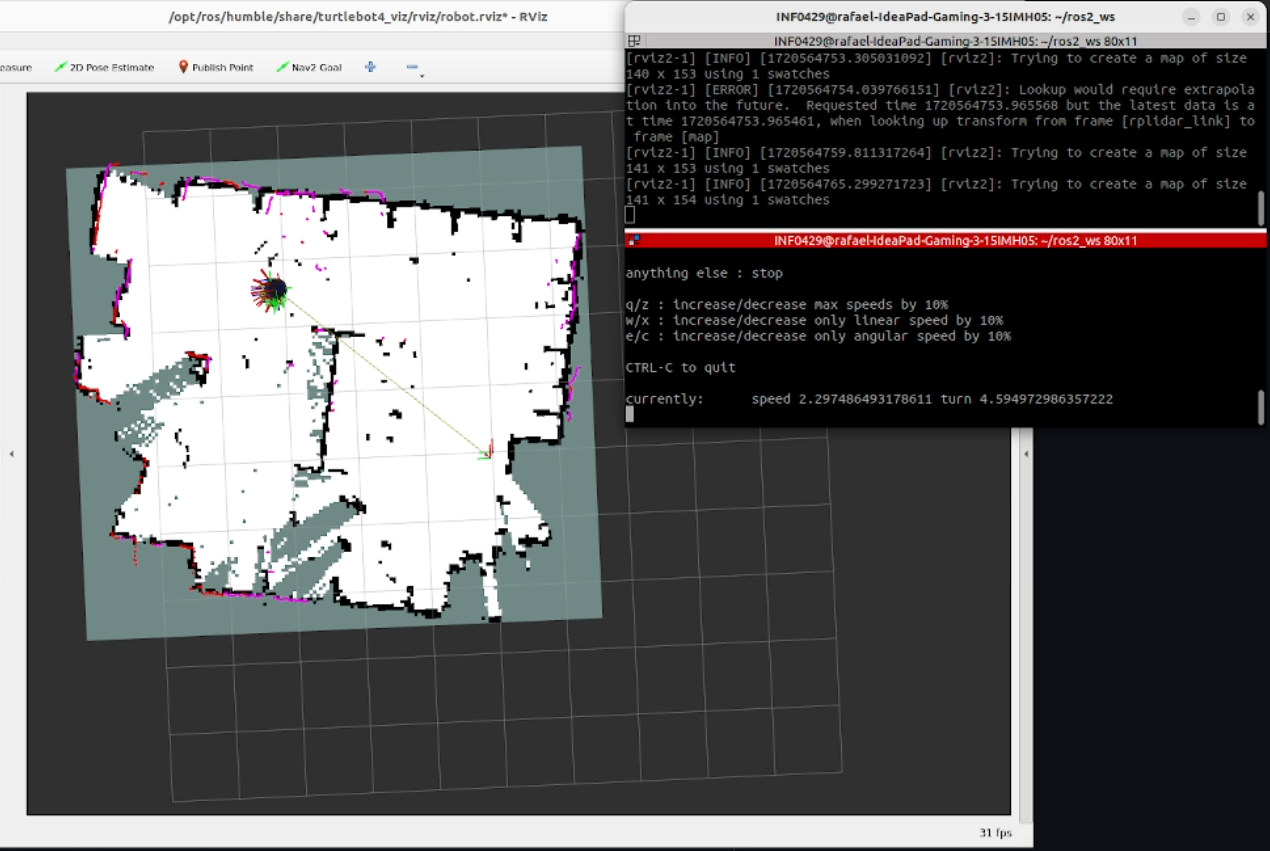 /opt/ros/humble/share/turtlebot4_viz/rviz/robot.rviz* - RViz
easure
2D Pose Estimate
Publish Point
Nav2 Goal
INF0429@rafael-IdeaPad-Gaming-3-15IMH05: ~/ros2_ws
INF0429@rafael-IdeaPad-Gaming-3-15IMH05: ~/ros2_ws 80x11
[rviz2-1] [INFO] [1720564753.305031092] [rviz2]: Trying to create a map of size
140 x 153 using 1 swatches
[rviz2-1] [ERROR] [1720564754.039766151] [rviz2]: Lookup would require extrapola
tion into the future.  Requested time 1720564753.965568 but the latest data is a
t time 1720564753.965461, when looking up transform from frame [rplidar_link] to
frame [map]
[rviz2-1] [INFO] [1720564759.811317264] [rviz2]: Trying to create a map of size
141 x 153 using 1 swatches
[rviz2-1] [INFO] [1720564765.299271723] [rviz2]: Trying to create a map of size
141 x 154 using 1 swatches
INF0429@rafael-IdeaPad-Gaming-3-15IMH05: ~/ros2_ws 80x11
anything else : stop
q/z : increase/decrease max speeds by 10%
w/x : increase/decrease only linear speed by 10%
e/c : increase/decrease only angular speed by 10%
CTRL-C to quit
currently:      speed 2.297486493178611 turn 4.594972986357222
31 fps